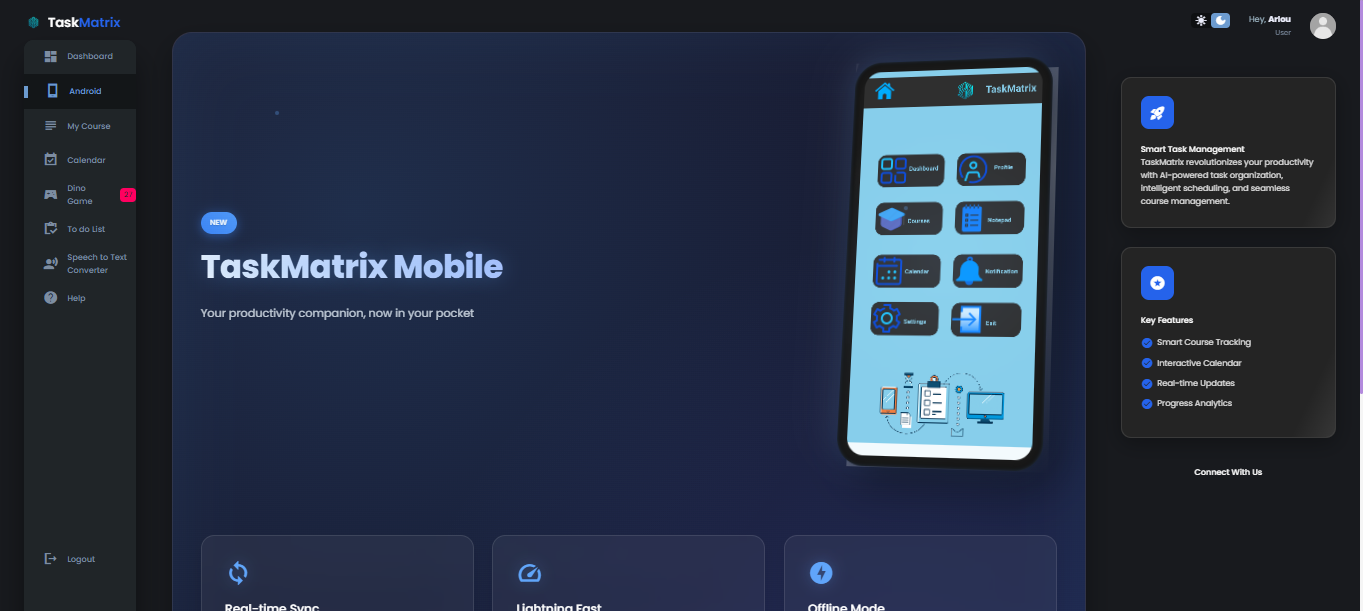 TaskMatrix
Dashboard
Android
My Course
Calendar
Dino
Game
To do List
Speech to Text
Converter
Help
Logout
NEW
TaskMatrix Mobile
Your productivity companion, now in your pocket
TaskMatrix
Dashboard
Profile
Courses
Notepad
Calendar
Notification
Settings
Exit
Real-time Sync
Lightning Fast
Offline Mode
Hey, Arlou
User
Smart Task Management
TaskMatrix revolutionizes your productivity
with AI-powered task organization,
intelligent scheduling, and seamless
course management.
Key Features
Smart Course Tracking
Interactive Calendar
Real-time Updates
Progress Analytics
Connect With Us